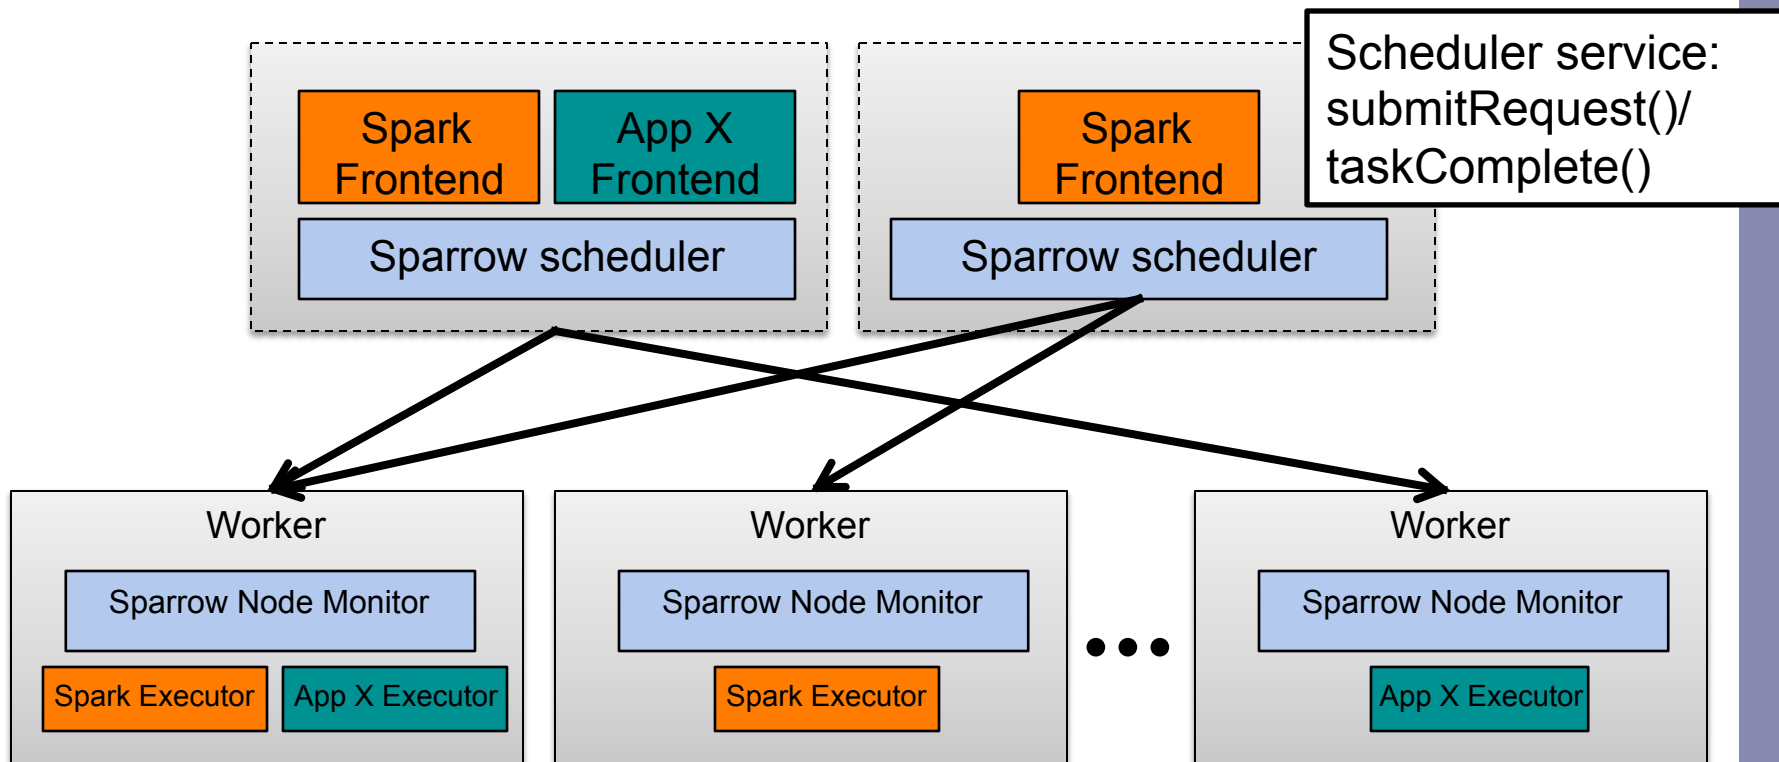 Scheduler service:
submitRequest()/
taskComplete()
Spark
Frontend
App X
Frontend
Sparrow scheduler
Spark
Frontend
Sparrow scheduler
Worker
Sparrow Node Monitor
Spark Executor
App X Executor
Worker
Sparrow Node Monitor
Spark Executor
Worker
Sparrow Node Monitor
App X Executor